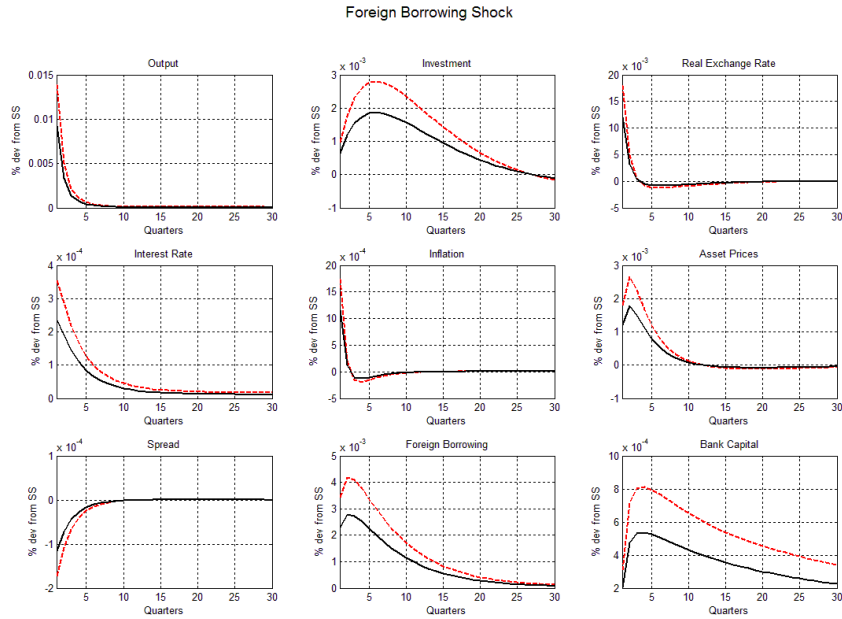 Foreign Borrowing Shock
Output
0.015
0.01
0.005
0
% dev from SS
5 10 15 20 25 30
Quarters
Investment
x 10⁻³
3
2
1
0
-1
% dev from SS
5 10 15 20 25 30
Quarters
Real Exchange Rate
x 10⁻³
20
15
10
5
0
-5
% dev from SS
5 10 15 20 25 30
Quarters
Interest Rate
x 10⁻⁴
4
3
2
1
0
% dev from SS
5 10 15 20 25 30
Quarters
Inflation
x 10⁻⁴
20
15
10
5
0
-5
% dev from SS
5 10 15 20 25 30
Quarters
Asset Prices
x 10⁻³
3
2
1
0
-1
% dev from SS
5 10 15 20 25 30
Quarters
Spread
x 10⁻⁴
1
0
-1
-2
% dev from SS
5 10 15 20 25 30
Quarters
Foreign Borrowing
x 10⁻³
5
4
3
2
1
0
% dev from SS
5 10 15 20 25 30
Quarters
Bank Capital
x 10⁻⁴
10
8
6
4
2
% dev from SS
5 10 15 20 25 30
Quarters